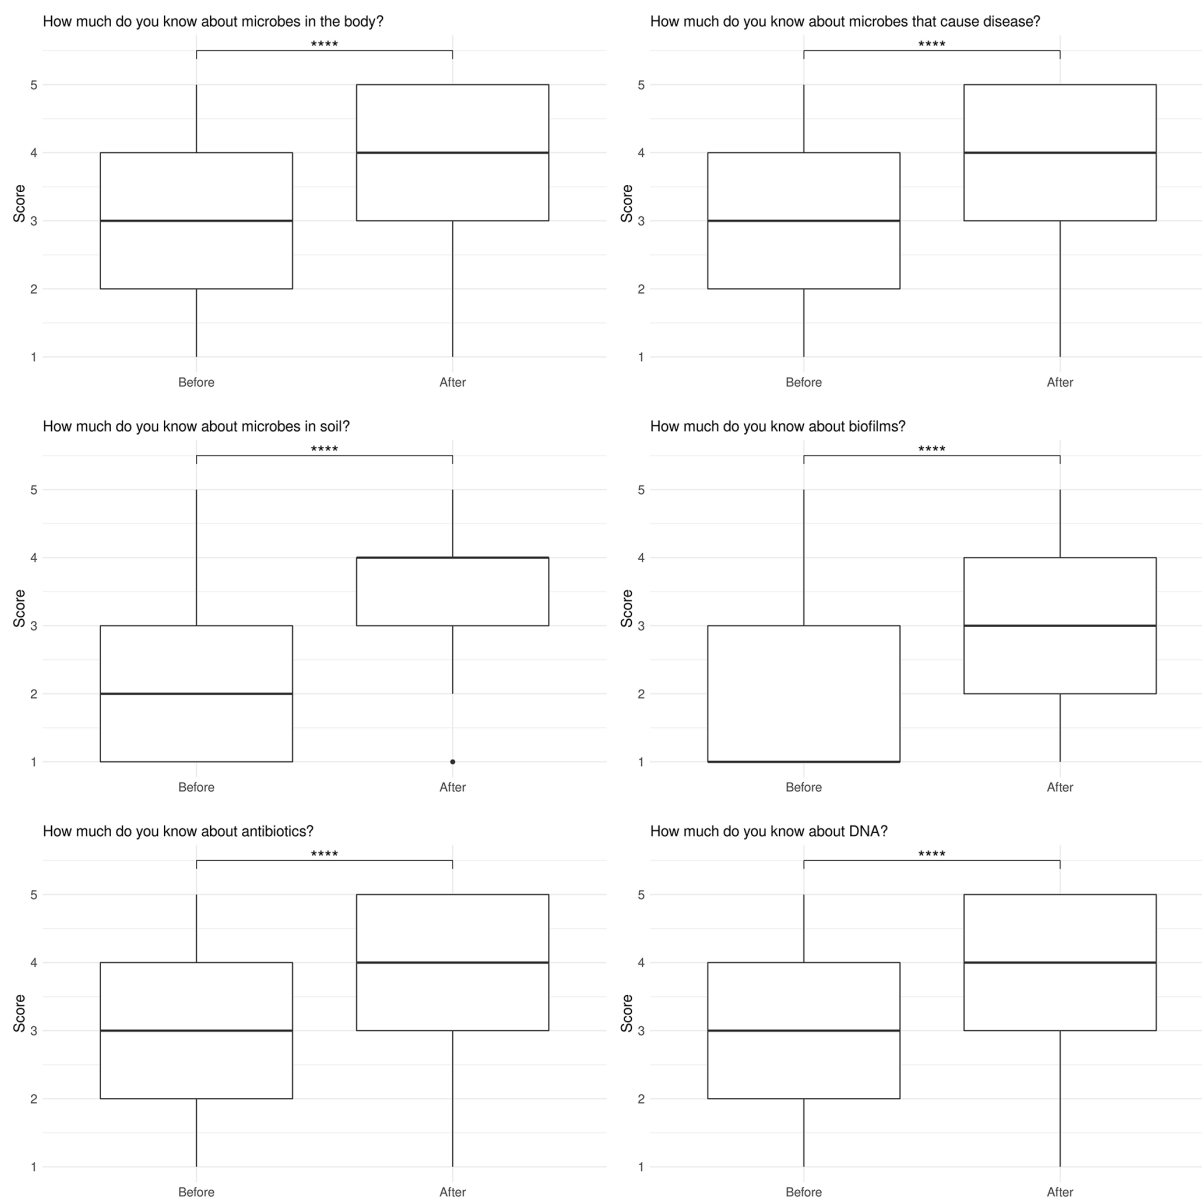 How much do you know about microbes in the body?
****
Score
5
4
3
2
1
Before After
How much do you know about microbes that cause disease?
****
Score
5
4
3
2
1
Before After
How much do you know about microbes in soil?
****
Score
5
4
3
2
1
Before After
How much do you know about biofilms?
****
Score
5
4
3
2
1
Before After
How much do you know about antibiotics?
****
Score
5
4
3
2
1
Before After
How much do you know about DNA?
****
Score
5
4
3
2
1
Before After